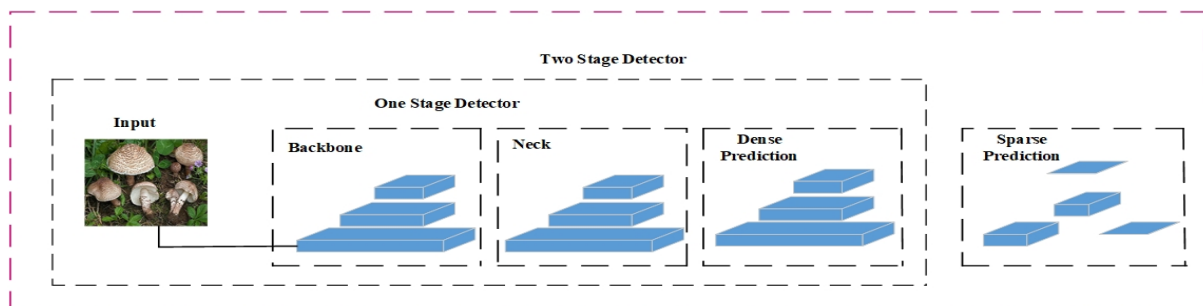 Two Stage Detector
One Stage Detector
Input
Backbone
Neck
Dense
Prediction
Sparse
Prediction